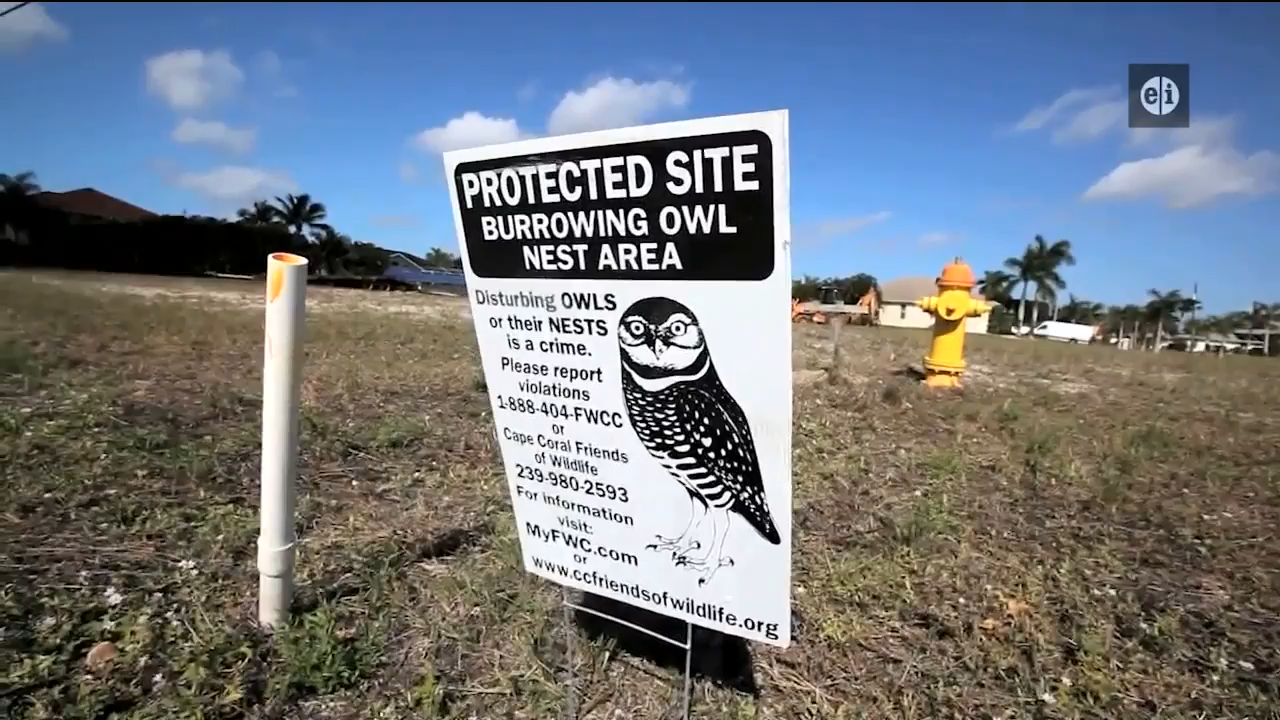 PROTECTED SITE
BURROWING OWL
NEST AREA
Disturbing OWLS
or their NESTS
is a crime.
Please report
violations
1-888-404-FWCC
or
Cape Coral Friends
of Wildlife
239-980-2593
For information
visit:
MyFWC.com
or
www.ccfriendsofwildlife.org
ei